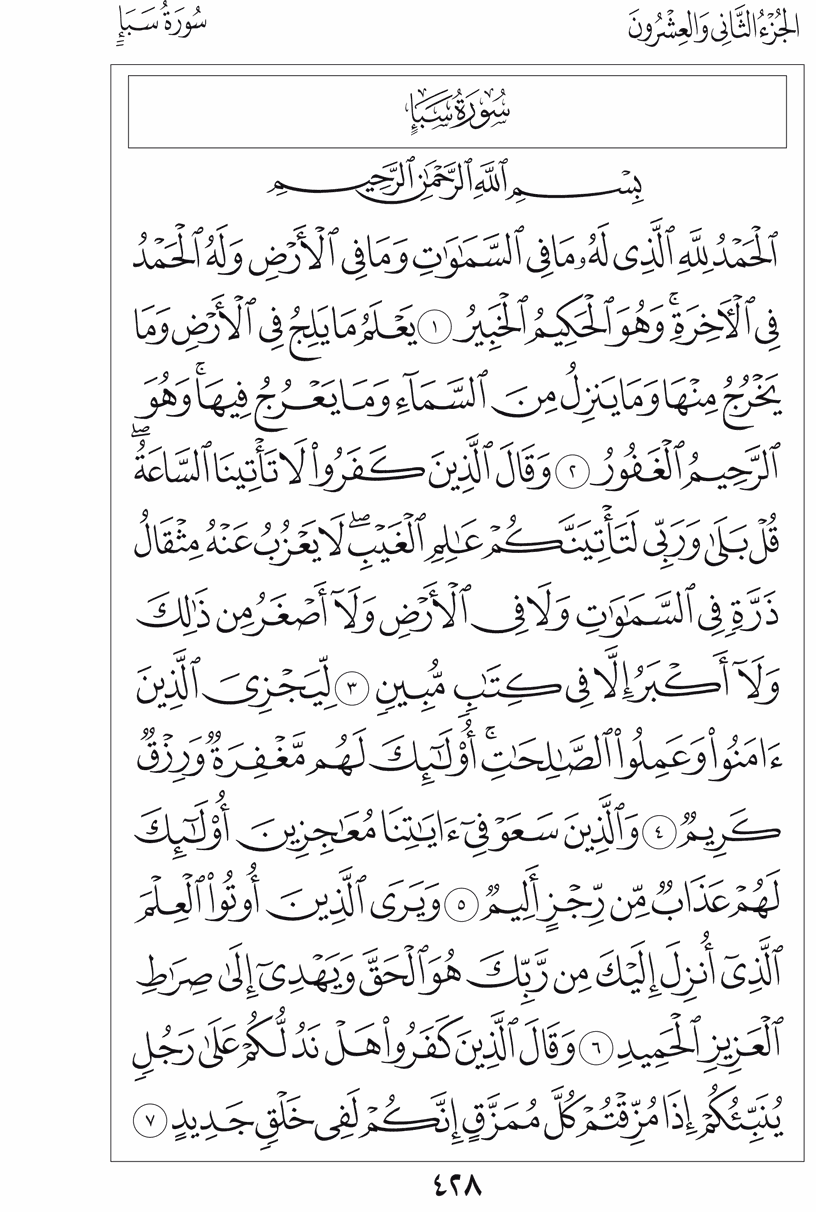 الجُزْءُ الثَّانِي وَالعِشْرُونَ
سُورَةُ سَبَإٍ
سُورَةُ سَبَإٍ
بِسْمِ ٱللَّهِ ٱلرَّحْمَٰنِ ٱلرَّحِيمِ
ٱلْحَمْدُ لِلَّهِ ٱلَّذِى لَهُۥ مَا فِى ٱلسَّمَٰوَٰتِ وَمَا فِى ٱلْأَرْضِ وَلَهُ ٱلْحَمْدُ
فِى ٱلْأٓخِرَةِۚ وَهُوَ ٱلْحَكِيمُ ٱلْخَبِيرُ ١ يَعْلَمُ مَا يَلِجُ فِى ٱلْأَرْضِ وَمَا
يَخْرُجُ مِنْهَا وَمَا يَنزِلُ مِنَ ٱلسَّمَآءِ وَمَا يَعْرُجُ فِيهَاۚ وَهُوَ
ٱلرَّحِيمُ ٱلْغَفُورُ ٢ وَقَالَ ٱلَّذِينَ كَفَرُوا۟ لَا تَأْتِينَا ٱلسَّاعَةُۖ
قُلْ بَلَىٰ وَرَبِّى لَتَأْتِيَنَّكُمْ عَٰلِمِ ٱلْغَيْبِۖ لَا يَعْزُبُ عَنْهُ مِثْقَالُ
ذَرَّةٍ فِى ٱلسَّمَٰوَٰتِ وَلَا فِى ٱلْأَرْضِ وَلَآ أَصْغَرُ مِن ذَٰلِكَ
وَلَآ أَكْبَرُ إِلَّا فِى كِتَٰبٍ مُّبِينٍ ٣ لِّيَجْزِىَ ٱلَّذِينَ
ءَامَنُوا۟ وَعَمِلُوا۟ ٱلصَّٰلِحَٰتِۚ أُو۟لَٰٓئِكَ لَهُم مَّغْفِرَةٌ وَرِزْقٌ
كَرِيمٌ ٤ وَٱلَّذِينَ سَعَوْ فِىٓ ءَايَٰتِنَا مُعَٰجِزِينَ أُو۟لَٰٓئِكَ
لَهُمْ عَذَابٌ مِّن رِّجْزٍ أَلِيمٌ ٥ وَيَرَى ٱلَّذِينَ أُوتُوا۟ ٱلْعِلْمَ
ٱلَّذِىٓ أُنزِلَ إِلَيْكَ مِن رَّبِّكَ هُوَ ٱلْحَقَّ وَيَهْدِىٓ إِلَىٰ صِرَٰطِ
ٱلْعَزِيزِ ٱلْحَمِيدِ ٦ وَقَالَ ٱلَّذِينَ كَفَرُوا۟ هَلْ نَدُلُّكُمْ عَلَىٰ رَجُلٍ
يُنَبِّئُكُمْ إِذَا مُزِّقْتُمْ كُلَّ مُمَزَّقٍ إِنَّكُمْ لَفِى خَلْقٍ جَدِيدٍ ٧
٤٢٨